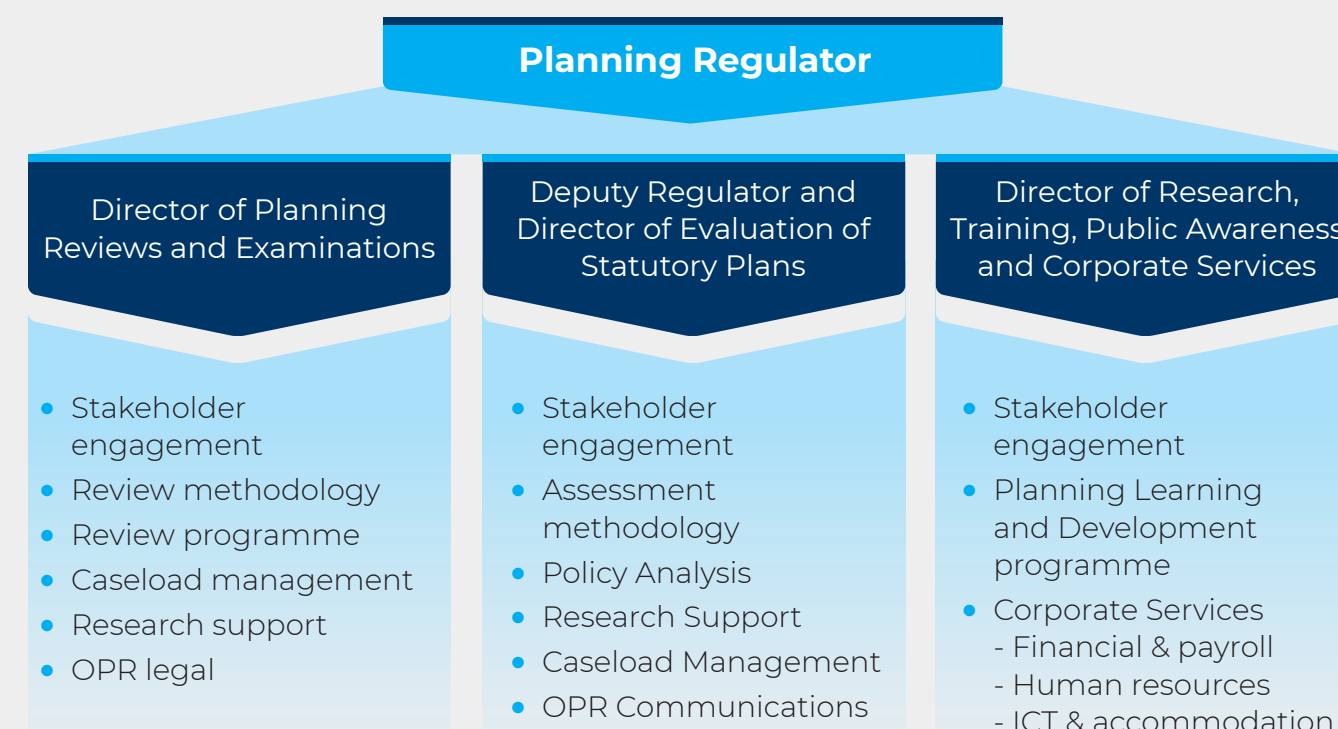 Planning Regulator
Director of Planning
Reviews and Examinations
• Stakeholder
engagement
• Review methodology
• Review programme
• Caseload management
• Research support
• OPR legal
Deputy Regulator and
Director of Evaluation of
Statutory Plans
• Stakeholder
engagement
• Assessment
methodology
• Policy Analysis
• Research Support
• Caseload Management
• OPR Communications
Director of Research,
Training, Public Awareness
and Corporate Services
• Stakeholder
engagement
• Planning Learning
and Development
programme
• Corporate Services
- Financial & payroll
- Human resources
- ICT & accommodation